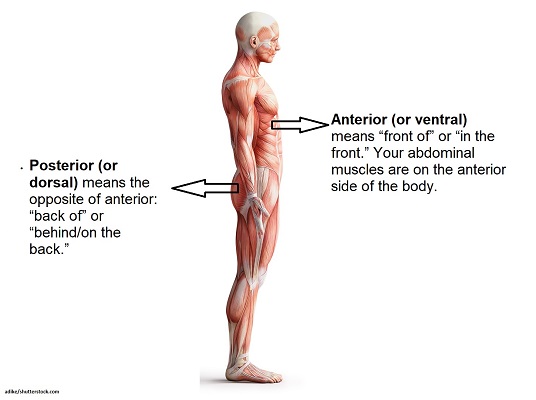 Anterior (or ventral)
means “front of” or “in the
front.” Your abdominal
muscles are on the anterior
side of the body.
• Posterior (or
dorsal) means the
opposite of anterior:
“back of” or
“behind/on the
back.”
adike/shutterstock.com